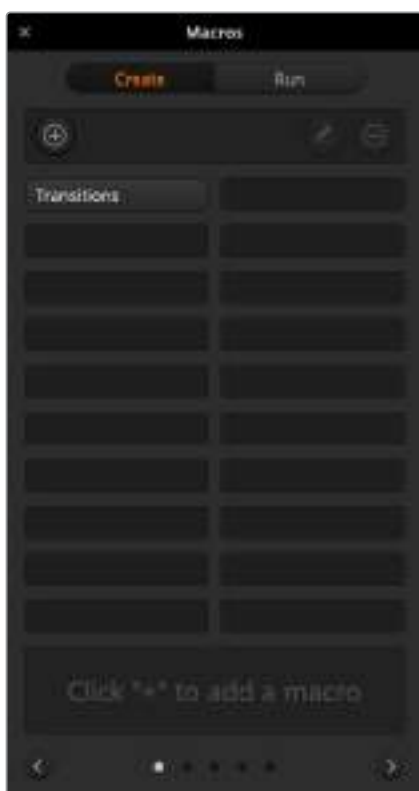 Macros
Create
Run
Transitions
Click "+" to add a macro